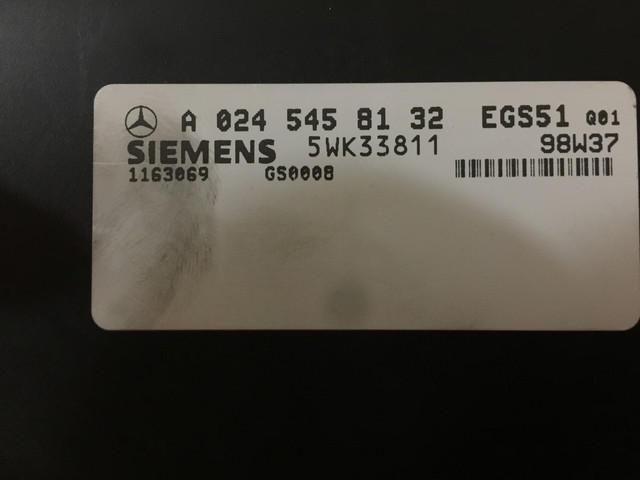 A 024 545 81 32 EGS51 Q01
SIEMENS 5WK33811 98W37
1163069 GS0008